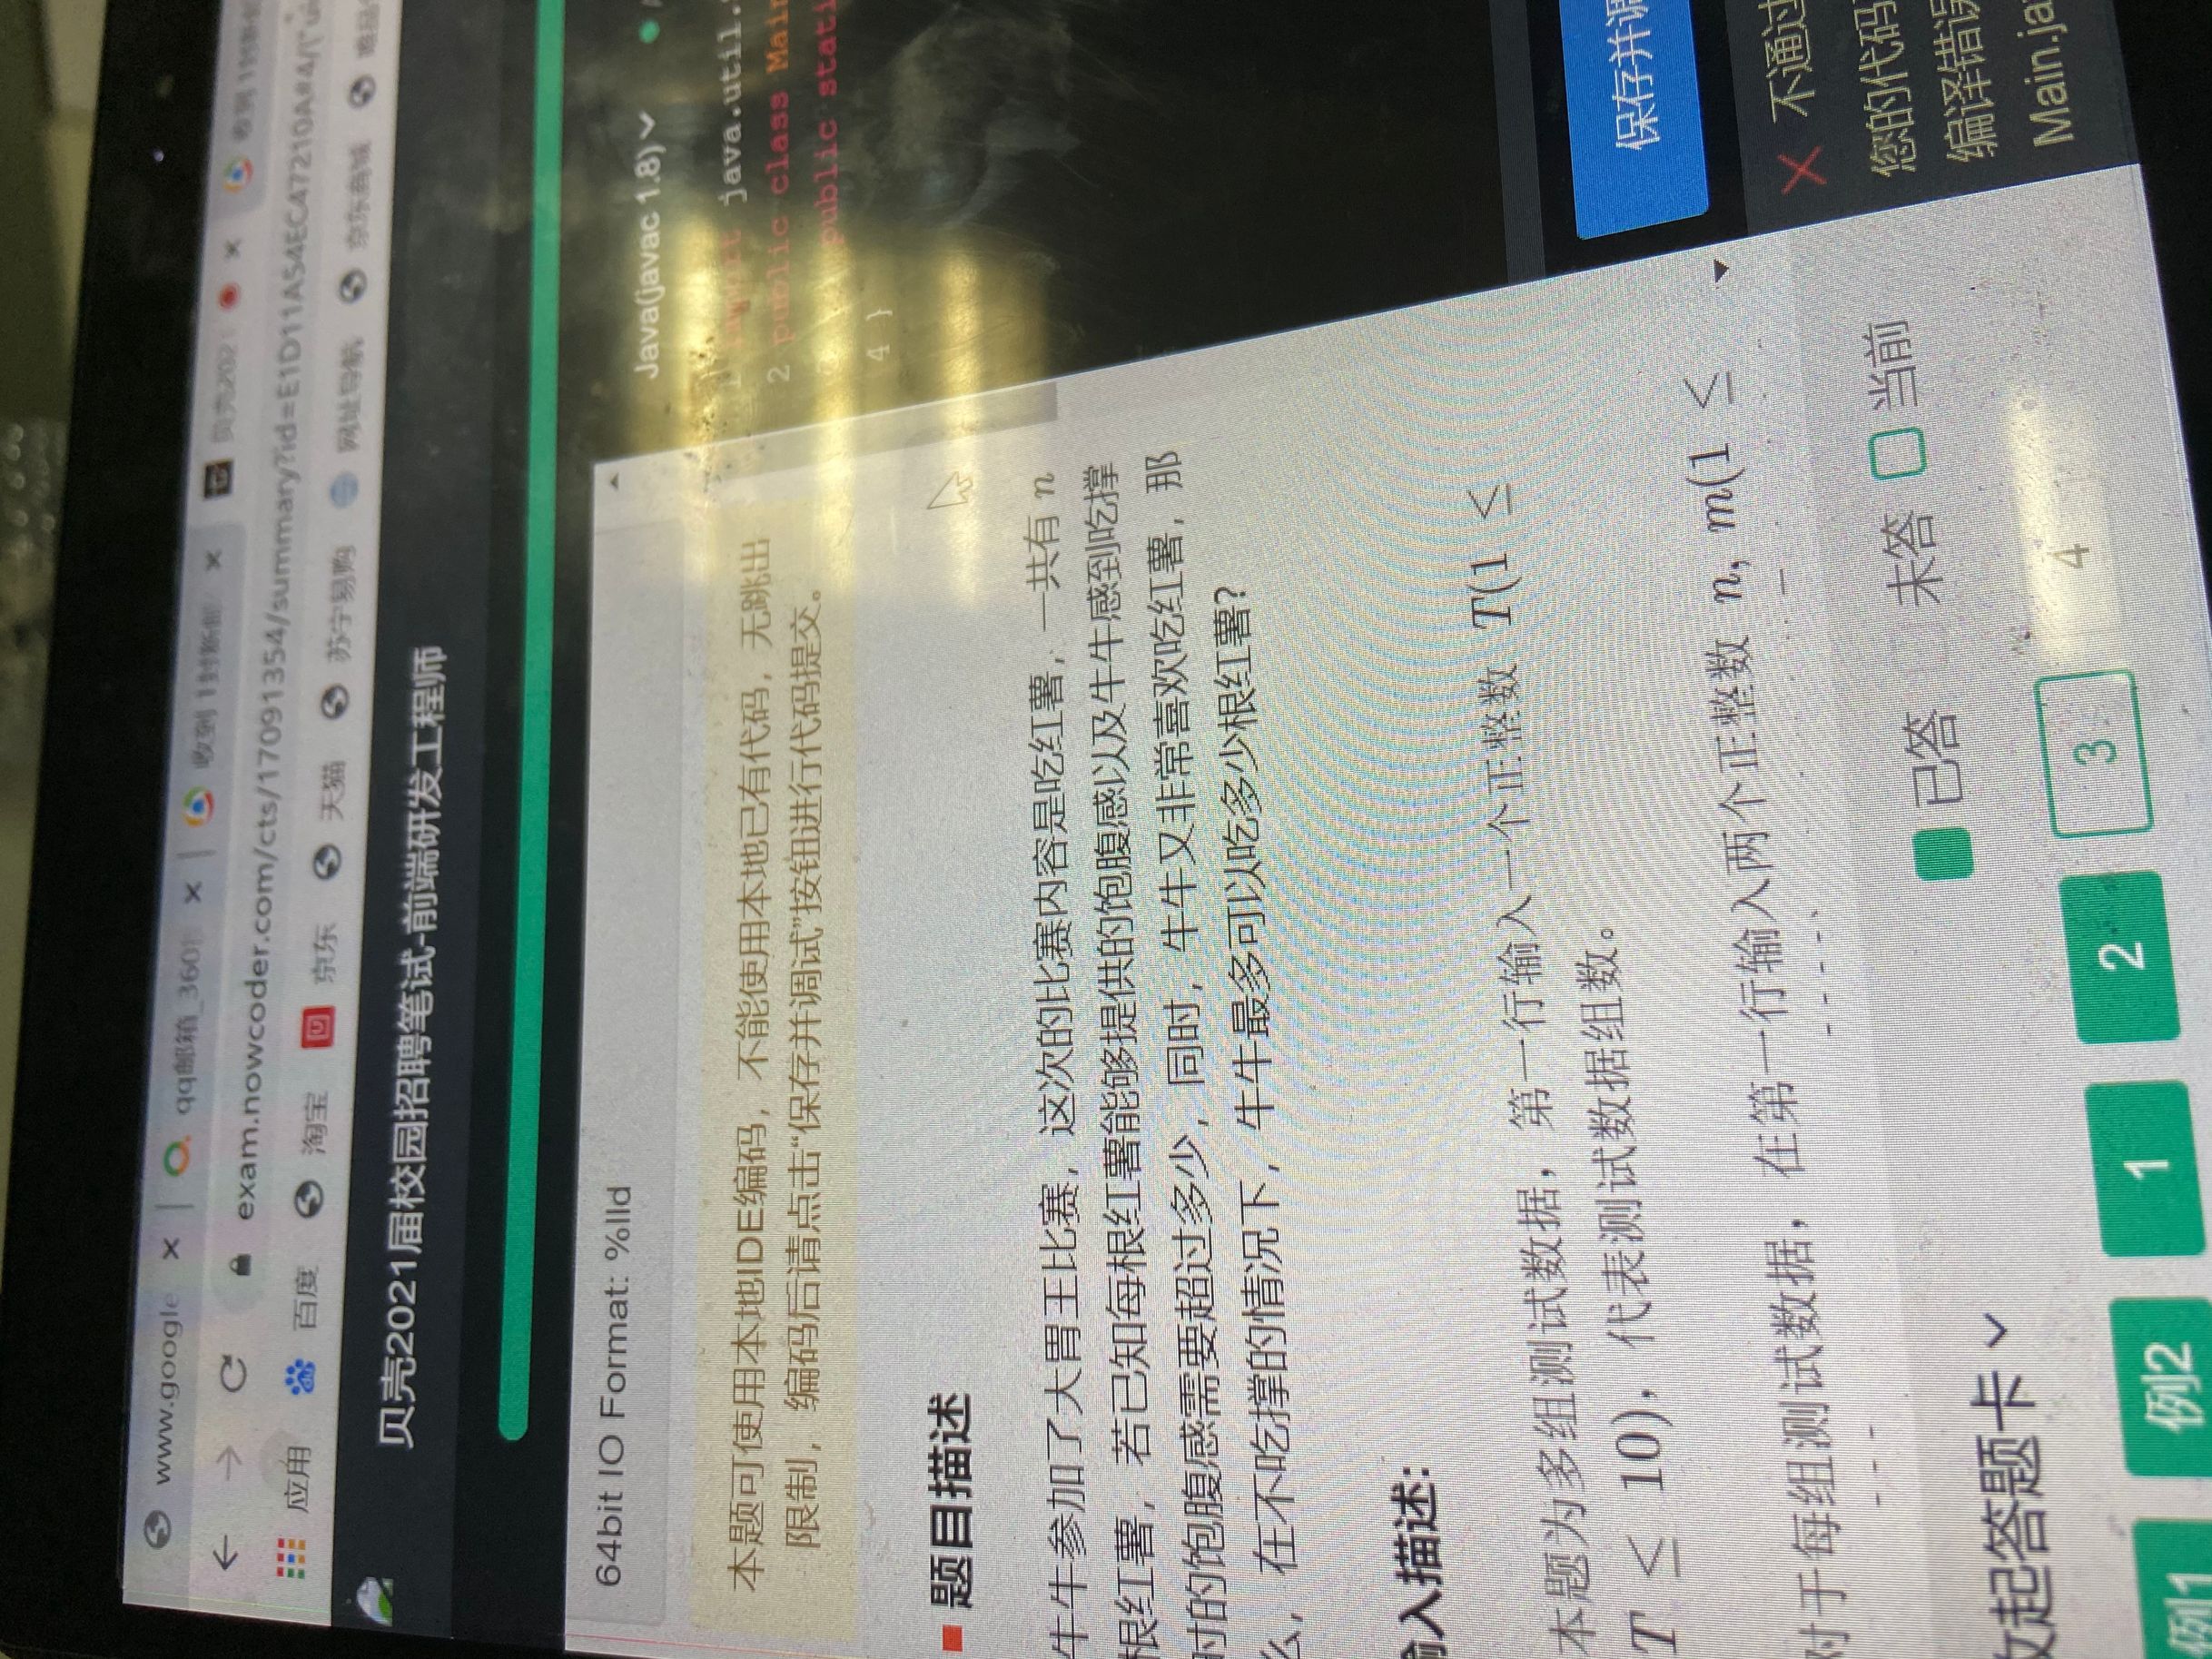 www.google
qq邮箱_360
收到 1封新邮
贝壳202
收到 1封新
exam.nowcoder.com/cts/17091354/summary?id=E1D11A54EC47210A#4/{"ui
应用 百度 淘宝 京东 天猫 苏宁易购 网址导航 京东商城
贝壳2021届校园招聘笔试-前端研发工程师
64bit IO Format: %lld
本题可使用本地IDE编码，不能使用本地已有代码，无跳出
限制，编码后请点击“保存并调试”按钮进行代码提交。
题目描述
牛牛参加了大胃王比赛，这次的比赛内容是吃红薯，一共有 n
根红薯，若已知每根红薯能够提供的饱腹感以及牛牛感到吃撑
时的饱腹感需要超过多少，同时，牛牛又非常喜欢吃红薯，那
么，在不吃撑的情况下，牛牛最多可以吃多少根红薯？
输入描述:
本题为多组测试数据，第一行输入一个正整数 T(1 ≤
T ≤ 10)，代表测试数据组数。
对于每组测试数据，在第一行输入两个正整数 n, m(1 ≤
已答 未答 当前
收起答题卡
例1 例2 1 2 3 4
Java(javac 1.8)
1 import java.util.
2 public class Main
public stati
4 }
保存并调
不通过
您的代码
编译错误
Main.ja